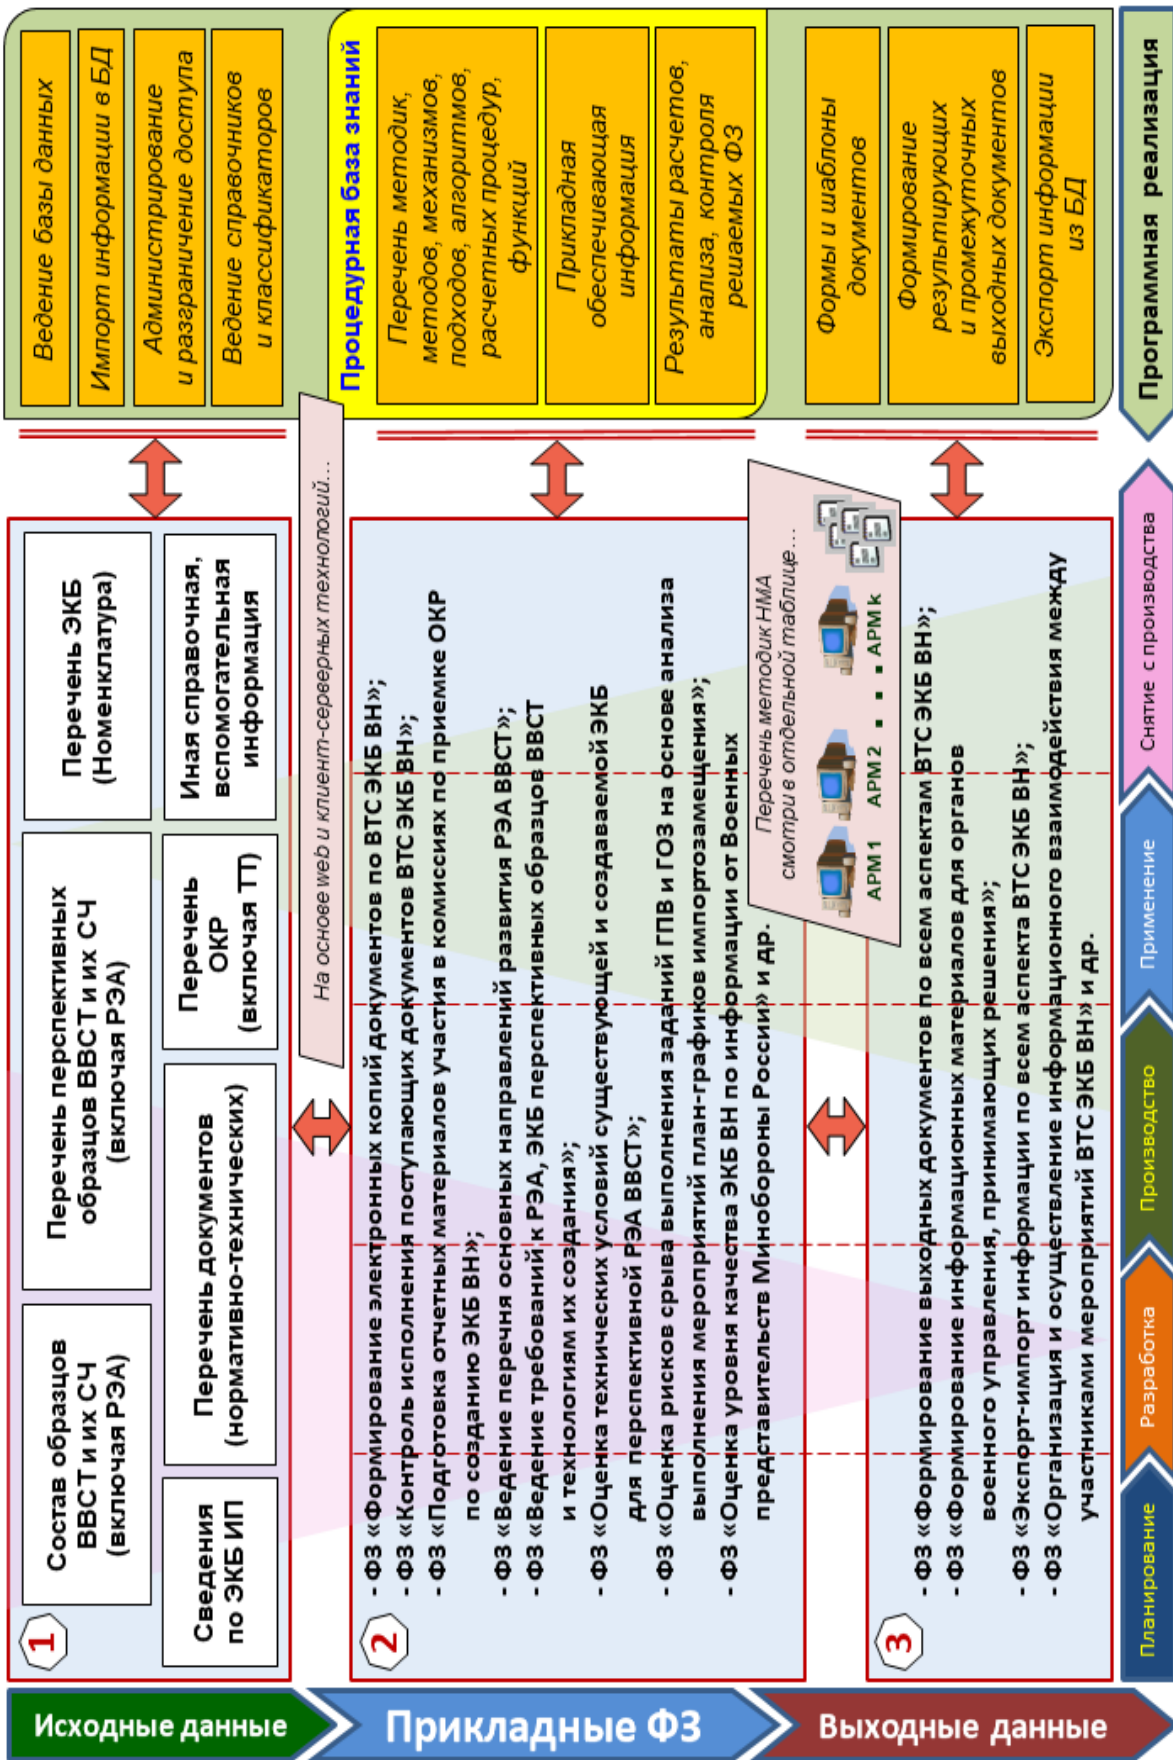 Исходные данные
1
Состав образцов
ВВСТ и их СЧ
(включая РЭА)
Перечень перспективных
образцов ВВСТ и их СЧ
(включая РЭА)
Перечень ЭКБ
(Номенклатура)
Сведения
по ЭКБ ИП
Перечень документов
(нормативно-технических)
Перечень
ОКР
(включая ТТ)
Иная справочная,
вспомогательная
информация
Ведение базы данных
Импорт информации в БД
Администрирование
и разграничение доступа
Ведение справочников
и классификаторов
На основе web и клиент-серверных технологий...
Прикладные ФЗ
2
- ФЗ «Формирование электронных копий документов по ВТС ЭКБ ВН»;
- ФЗ «Контроль исполнения поступающих документов ВТС ЭКБ ВН»;
- ФЗ «Подготовка отчетных материалов участия в комиссиях по приемке ОКР
по созданию ЭКБ ВН»;
- ФЗ «Ведение перечня основных направлений развития РЭА ВВСТ»;
- ФЗ «Ведение требований к РЭА, ЭКБ перспективных образцов ВВСТ
и технологиям их создания»;
- ФЗ «Оценка технических условий существующей и создаваемой ЭКБ
для перспективной РЭА ВВСТ»;
- ФЗ «Оценка рисков срыва выполнения заданий ГПВ и ГОЗ на основе анализа
выполнения мероприятий план-графиков импортозамещения»;
- ФЗ «Оценка уровня качества ЭКБ ВН по информации от Военных
представительств Минобороны России» и др.
Процедурная база знаний
Перечень методик,
методов, механизмов,
подходов, алгоритмов,
расчетных процедур,
функций
Прикладная
обеспечивающая
информация
Результаты расчетов,
анализа, контроля
решаемых ФЗ
Перечень методик НМА
смотри в отдельной таблице...
АРМ 1 АРМ 2 . . . АРМ k
Выходные данные
3
- ФЗ «Формирование выходных документов по всем аспектам ВТС ЭКБ ВН»;
- ФЗ «Формирование информационных материалов для органов
военного управления, принимающих решения»;
- ФЗ «Экспорт-импорт информации по всем аспекта ВТС ЭКБ ВН»;
- ФЗ «Организация и осуществление информационного взаимодействия между
участниками мероприятий ВТС ЭКБ ВН» и др.
Формы и шаблоны
документов
Формирование
результирующих
и промежуточных
выходных документов
Экспорт информации
из БД
Планирование
Разработка
Производство
Применение
Снятие с производства
Программная реализация